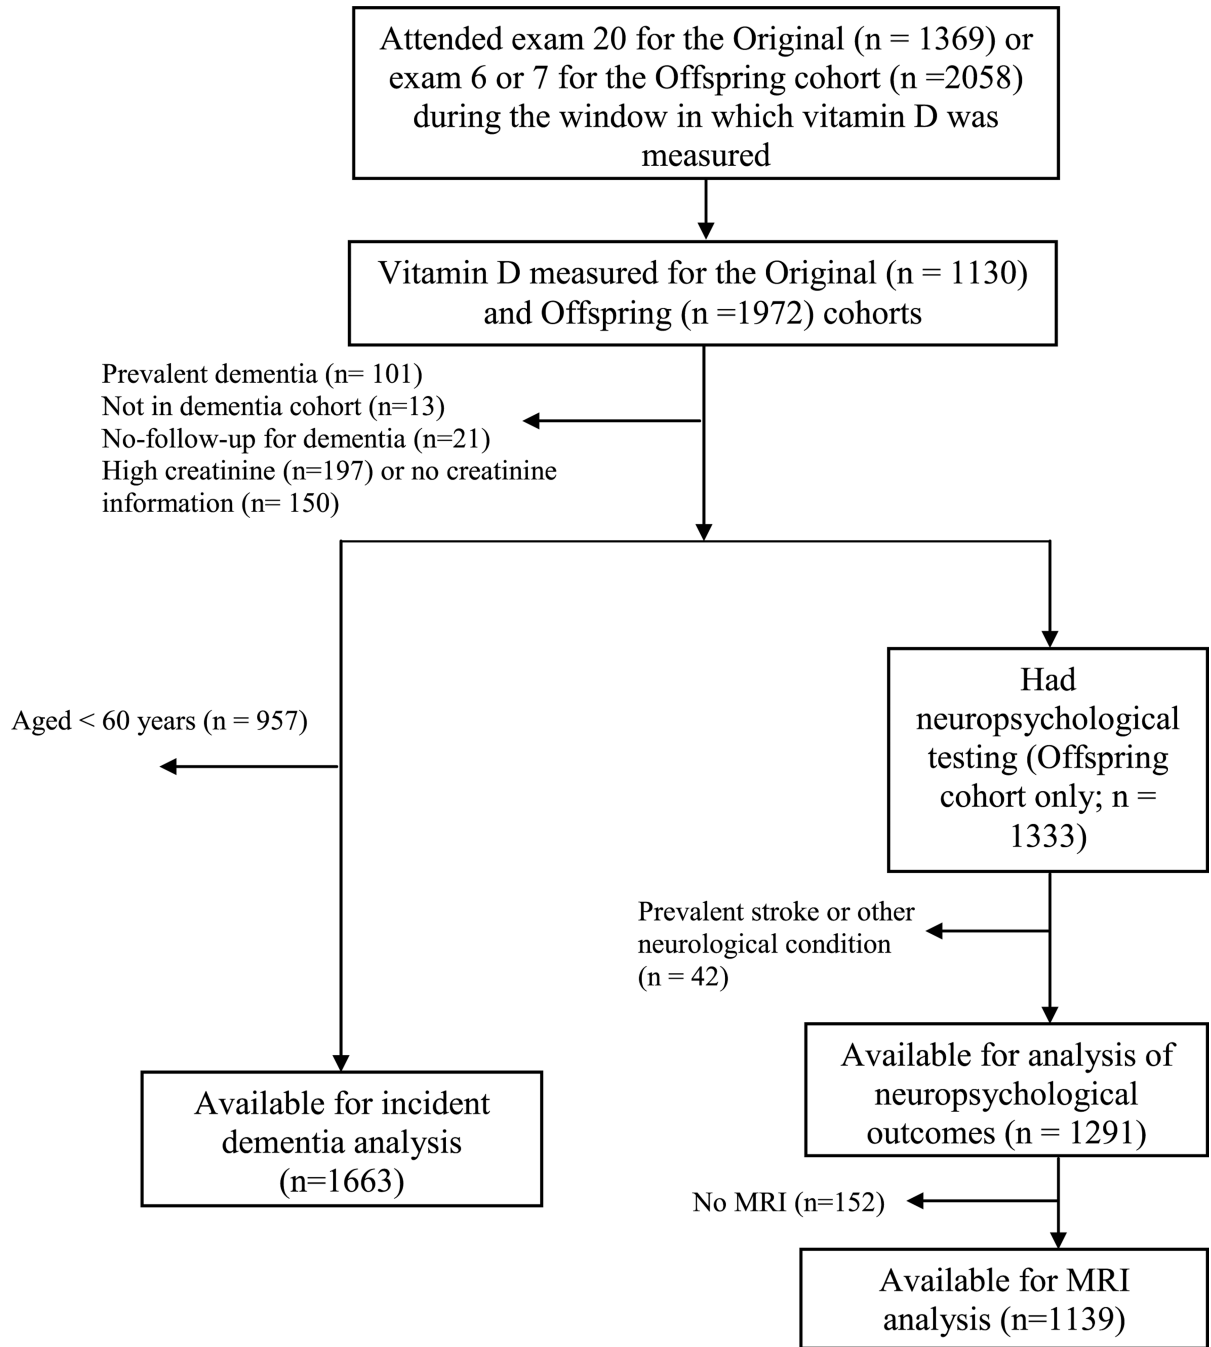 Attended exam 20 for the Original (n = 1369) or
exam 6 or 7 for the Offspring cohort (n =2058)
during the window in which vitamin D was
measured
Vitamin D measured for the Original (n = 1130)
and Offspring (n =1972) cohorts
Prevalent dementia (n= 101)
Not in dementia cohort (n=13)
No-follow-up for dementia (n=21)
High creatinine (n=197) or no creatinine
information (n= 150)
Aged < 60 years (n = 957)
Had
neuropsychological
testing (Offspring
cohort only; n =
1333)
Prevalent stroke or other
neurological condition
(n = 42)
Available for analysis of
neuropsychological
outcomes (n = 1291)
Available for incident
dementia analysis
(n=1663)
No MRI (n=152)
Available for MRI
analysis (n=1139)